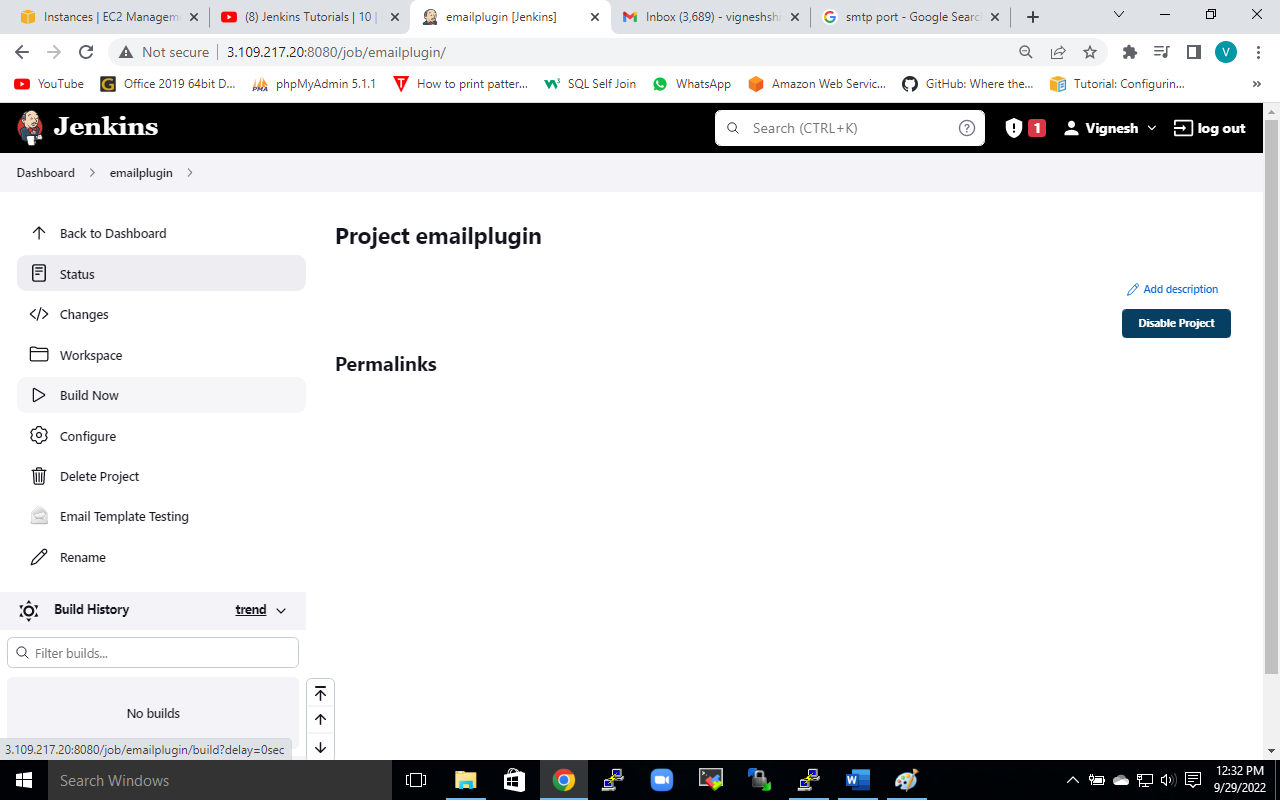 Instances | EC2 Managem
(8) Jenkins Tutorials | 10 |
emailplugin [Jenkins]
Inbox (3,689) - vigneshshi
smtp port - Google Search
Not secure
3.109.217.20:8080/job/emailplugin/
V
YouTube
Office 2019 64bit D...
phpMyAdmin 5.1.1
How to print patter...
SQL Self Join
WhatsApp
Amazon Web Servic...
GitHub: Where the...
Tutorial: Configurin...
»
Jenkins
Search (CTRL+K)
1
Vignesh
log out
Dashboard
emailplugin
Back to Dashboard
Status
Changes
Workspace
Build Now
Configure
Delete Project
Email Template Testing
Rename
Build History
trend
Filter builds...
No builds
3.109.217.20:8080/job/emailplugin/build?delay=0sec
Project emailplugin
Add description
Disable Project
Permalinks
Search Windows
12:32 PM
9/29/2022